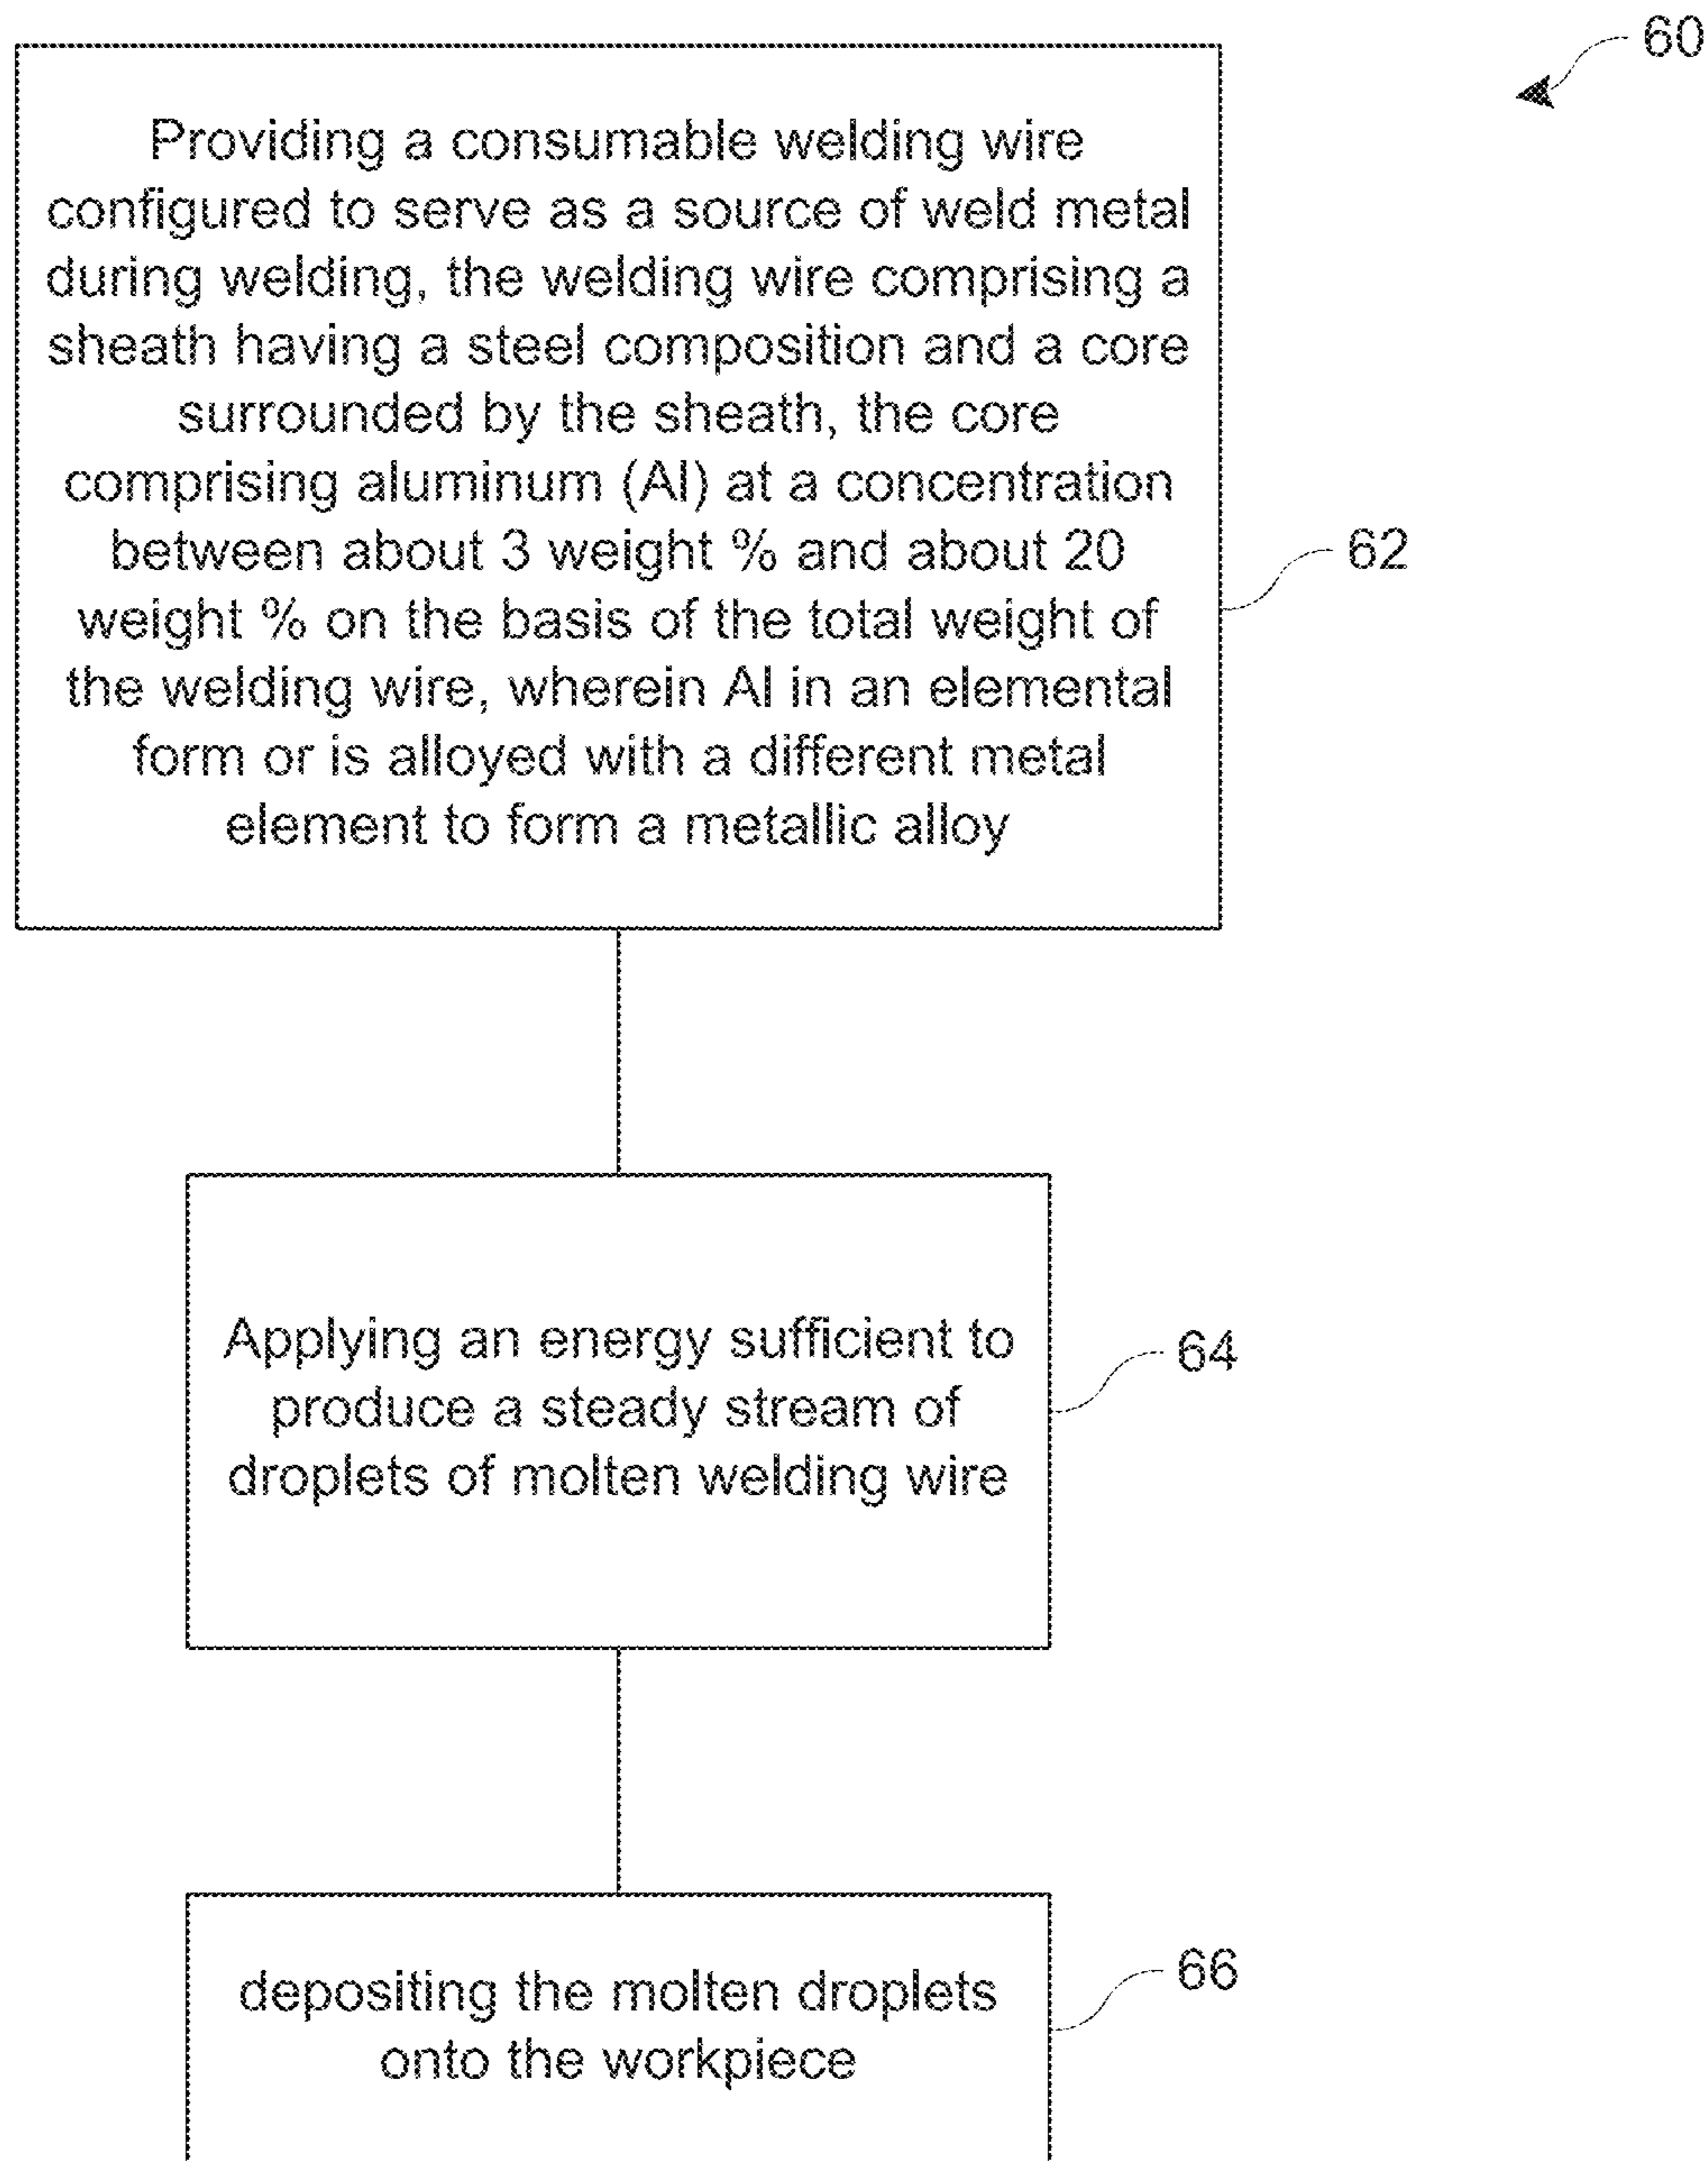 60
Providing a consumable welding wire
configured to serve as a source of weld metal
during welding, the welding wire comprising a
sheath having a steel composition and a core
surrounded by the sheath, the core
comprising aluminum (Al) at a concentration
between about 3 weight % and about 20
weight % on the basis of the total weight of
the welding wire, wherein Al in an elemental
form or is alloyed with a different metal
element to form a metallic alloy
62
Applying an energy sufficient to
produce a steady stream of
droplets of molten welding wire
64
depositing the molten droplets
onto the workpiece
66